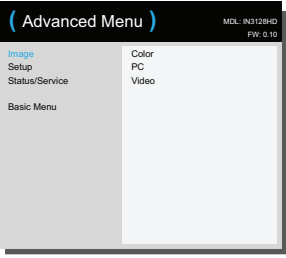 ( Advanced Menu )
MDL: IN3128HD
FW: 0.10
Image
Setup
Status/Service
Basic Menu
Color
PC
Video